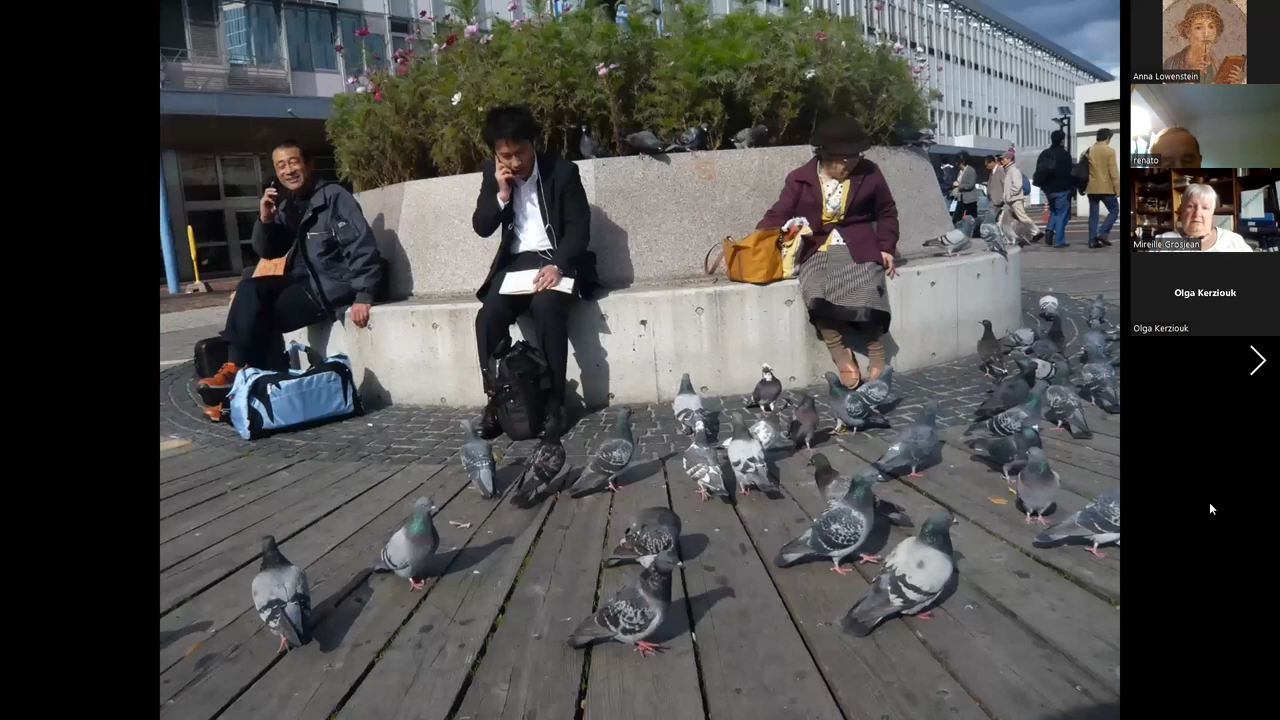 Anna Lowenstein
renato
Mireille Grosjean
Olga Kerziouk
Olga Kerziouk